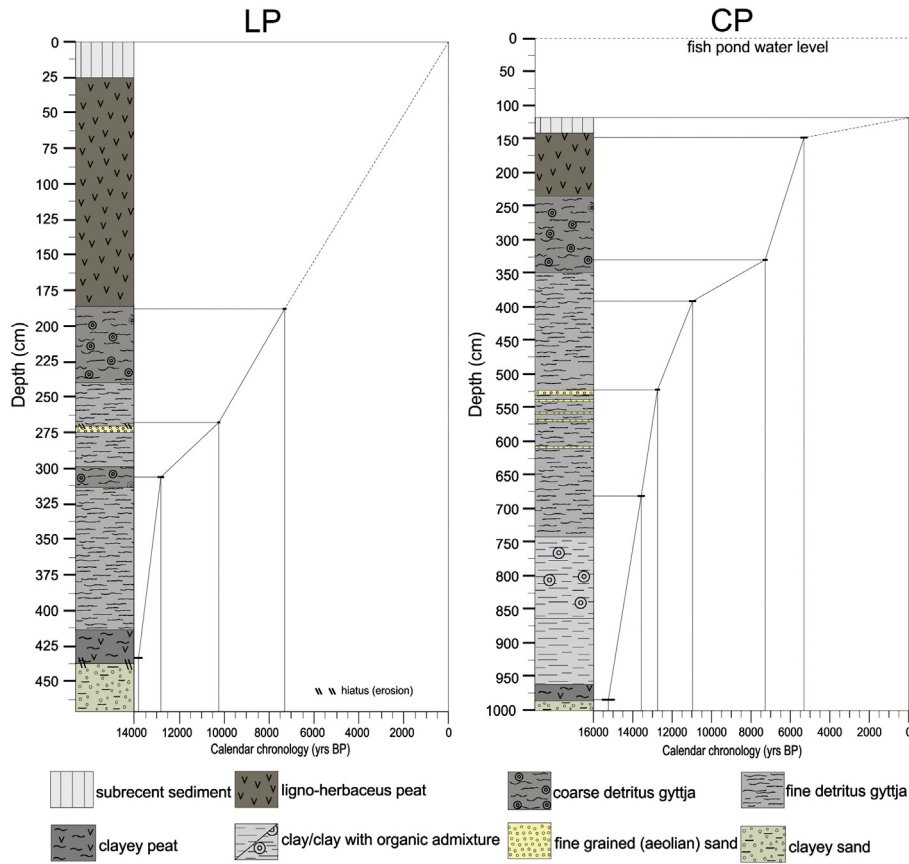 LP
CP
0
25
50
75
100
125
150
175
200
225
250
275
300
325
350
375
400
425
450
Depth (cm)
14000 12000 10000 8000 6000 4000 2000 0
Calendar chronology (yrs BP)
hiatus (erosion)
fish pond water level
0
50
100
150
200
250
300
350
400
450
500
550
600
650
700
750
800
850
900
950
1000
Depth (cm)
16000 14000 12000 10000 8000 6000 4000 2000 0
Calendar chronology (yrs BP)
subrecent sediment
ligno-herbaceus peat
coarse detritus gyttja
fine detritus gyttja
clayey peat
clay/clay with organic admixture
fine grained (aeolian) sand
clayey sand